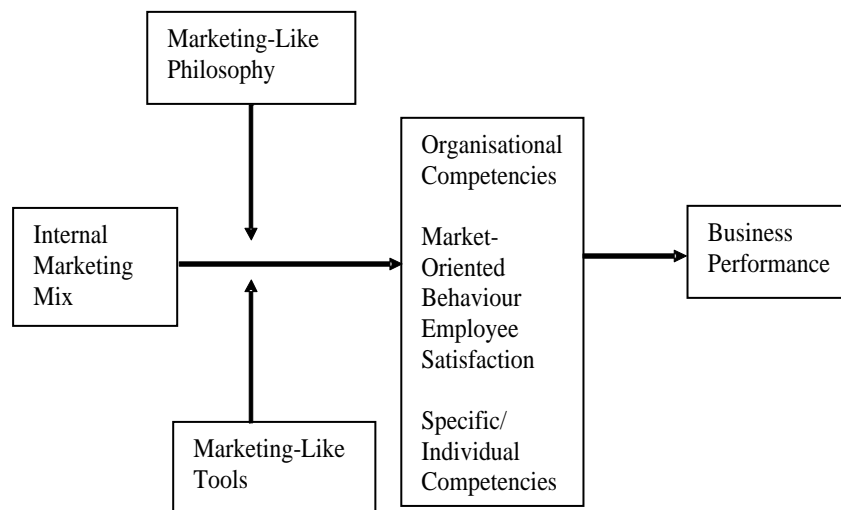 Marketing-Like
Philosophy
Internal
Marketing
Mix
Marketing-Like
Tools
Organisational
Competencies
Market-
Oriented
Behaviour
Employee
Satisfaction
Specific/
Individual
Competencies
Business
Performance